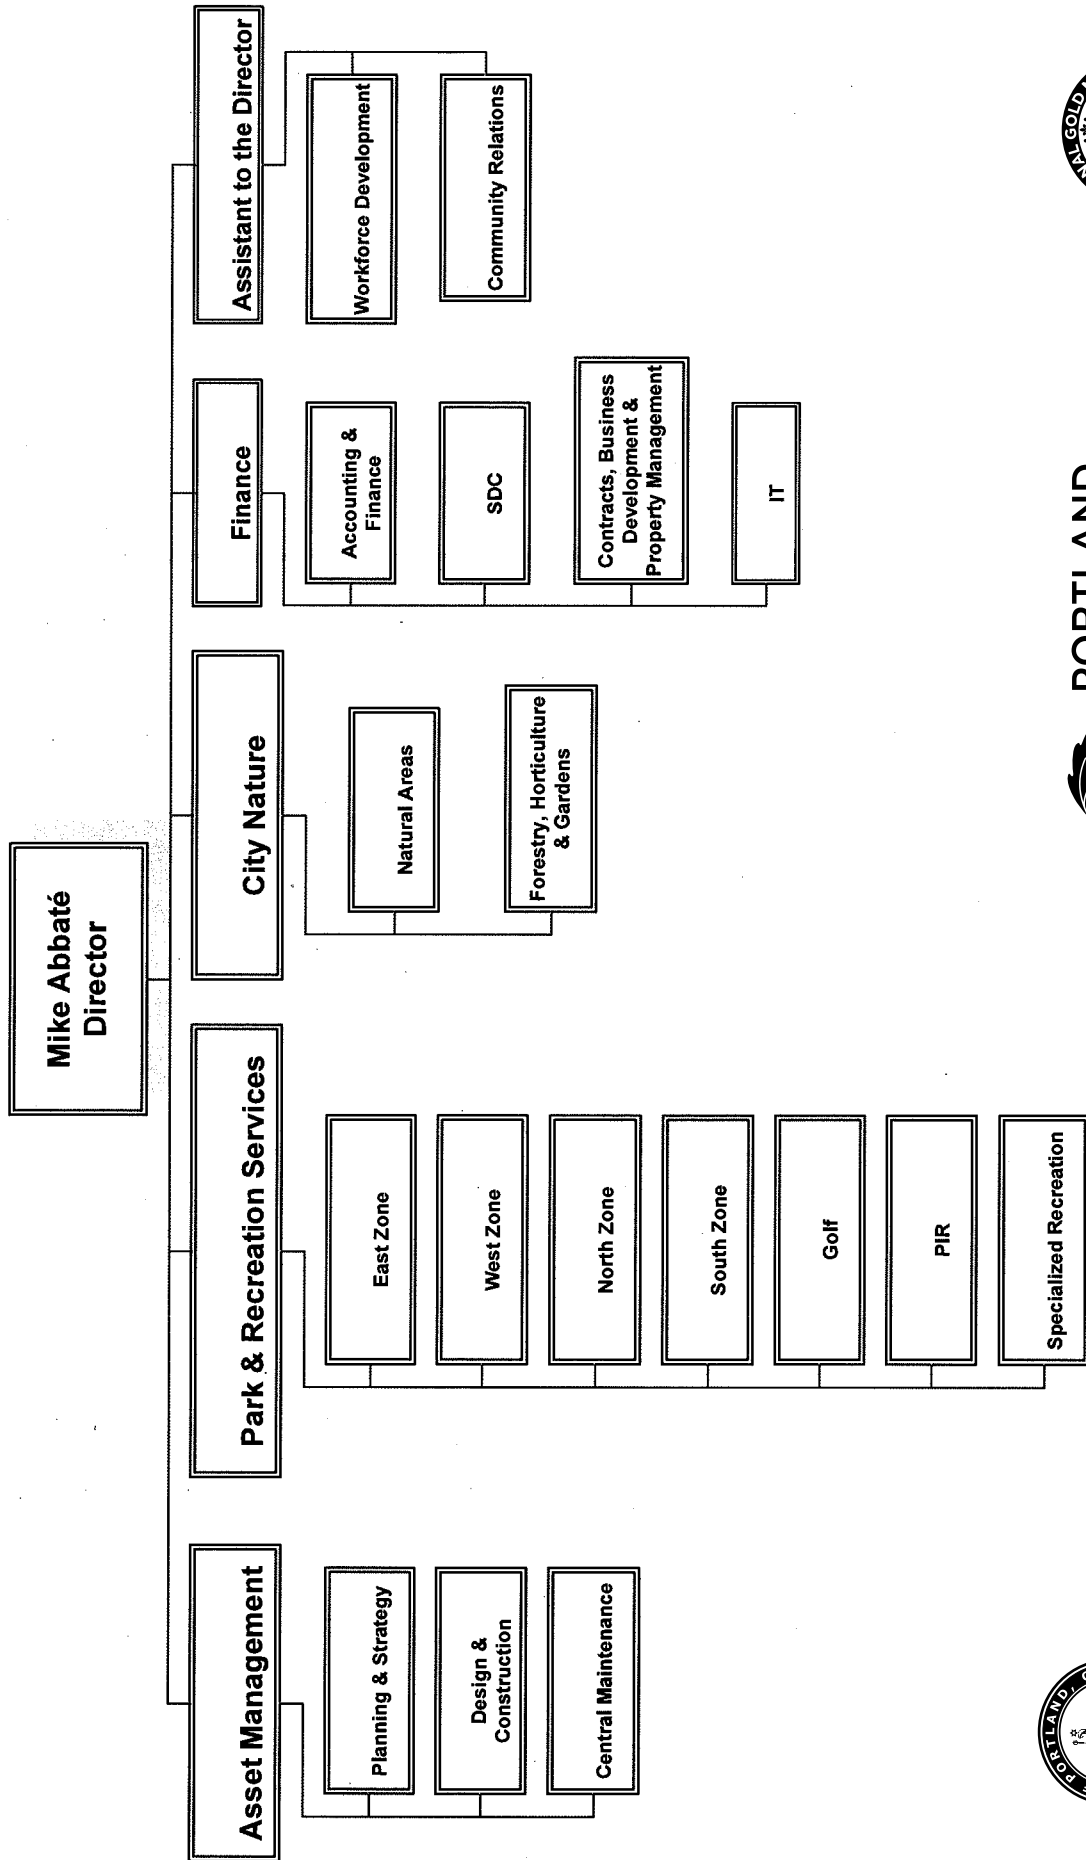 Mike Abbaté
Director
Asset Management
Planning & Strategy
Design &
Construction
Central Maintenance
Park & Recreation Services
East Zone
West Zone
North Zone
South Zone
Golf
PIR
Specialized Recreation
City Nature
Natural Areas
Forestry, Horticulture
& Gardens
Finance
Accounting &
Finance
SDC
Contracts, Business
Development &
Property Management
IT
Assistant to the Director
Workforce Development
Community Relations
PORTLAND,
PORTLAND
GOLD